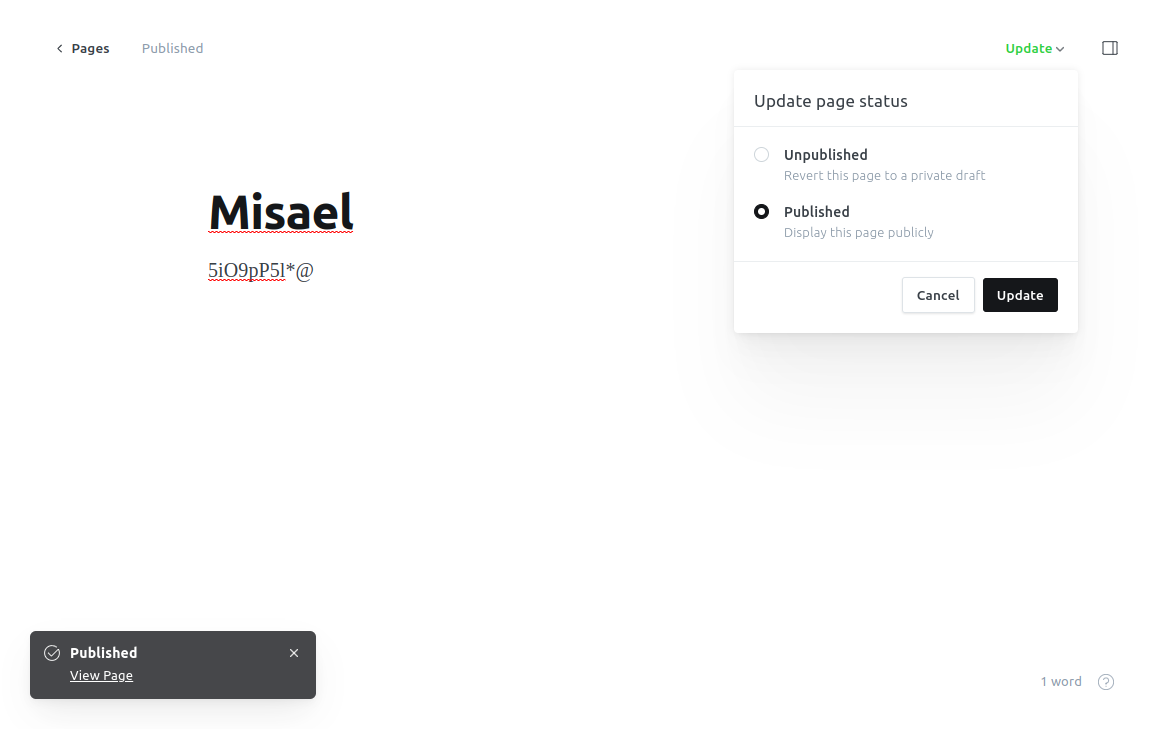 Pages
Published
Update
Update page status
Unpublished
Revert this page to a private draft
Published
Display this page publicly
Cancel
Update
Misael
5iO9pP5l*@
Published
View Page
1 word
?